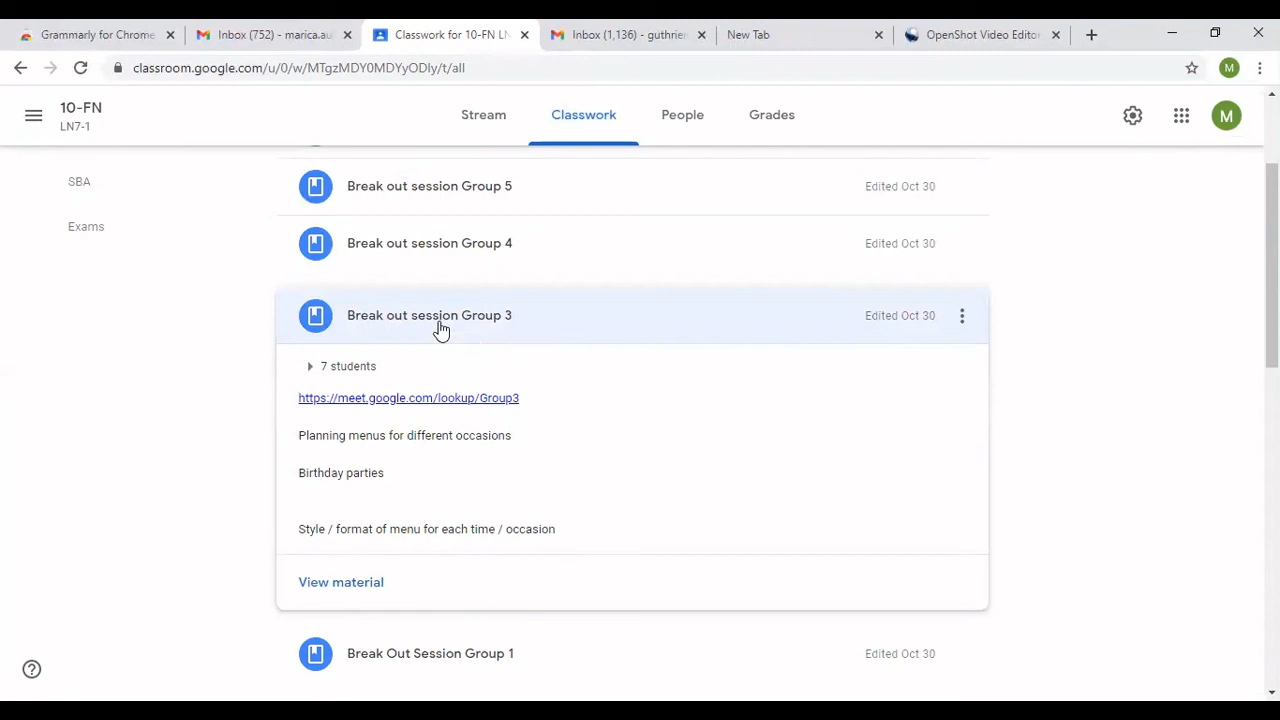 Grammarly for Chrome
Inbox (752) - marica.au
Classwork for 10-FN LN
Inbox (1,136) - guthrie
New Tab
OpenShot Video Editor
classroom.google.com/u/0/w/MTgzMDY0MDYyODIy/t/all
M
10-FN
LN7-1
Stream
Classwork
People
Grades
M
SBA
Exams
Break out session Group 5
Edited Oct 30
Break out session Group 4
Edited Oct 30
Break out session Group 3
Edited Oct 30
7 students
https://meet.google.com/lookup/Group3
Planning menus for different occasions
Birthday parties
Style / format of menu for each time / occasion
View material
Break Out Session Group 1
Edited Oct 30